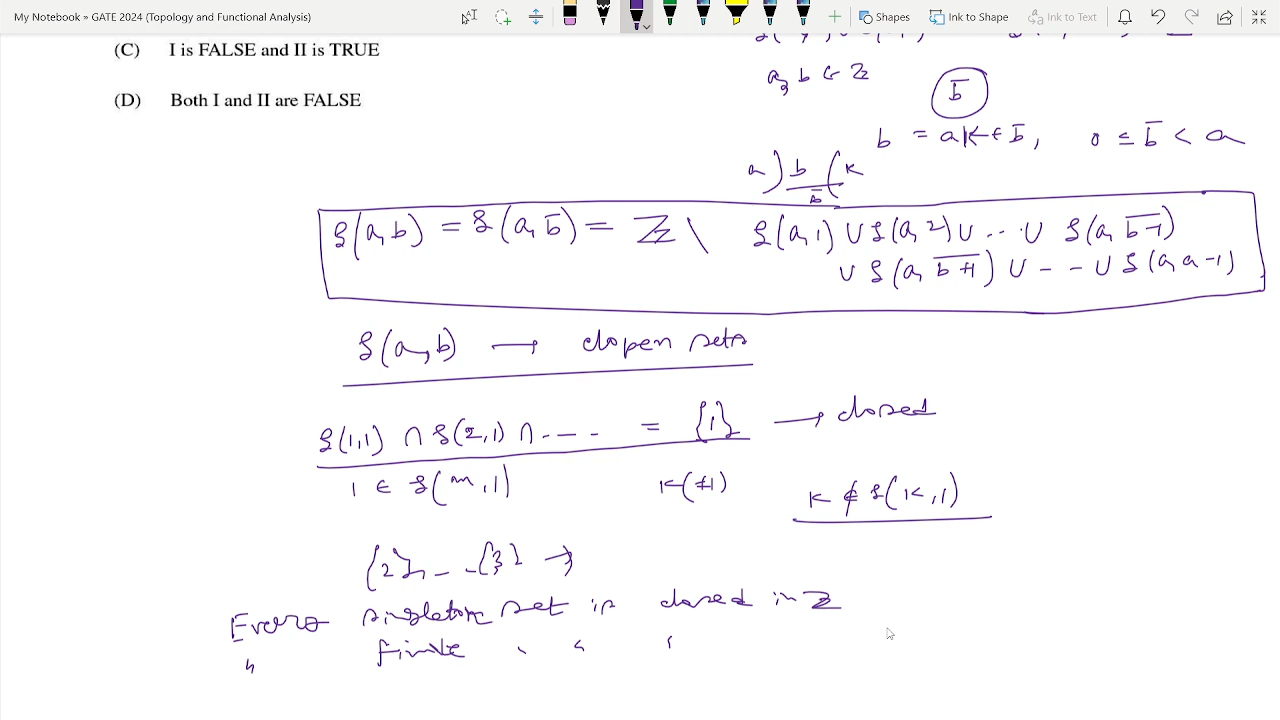 My Notebook » GATE 2024 (Topology and Functional Analysis)
Shapes Ink to Shape Ink to Text
(C) I is FALSE and II is TRUE
a, b ∈ ℤ
(D) Both I and II are FALSE
b̅
b = aK + b̅, 0 ≤ b̅ < a
a ) b ( K
b̅
S(a,b) = S(a,b̅) = ℤ \ S(a,1) ∪ S(a,2) ∪ ... ∪ S(a, \overline{b-1})
∪ S(a, \overline{b+1}) ∪ - - ∪ S(a, a-1)
S(a,b) → clopen sets
S(1,1) ∩ S(2,1) ∩ ---- = {1} → closed
1 ∈ S(m,1) K(≠1) K ∉ S(K,1)
{2}, - - {3} →
Every singleton set is closed in ℤ
" finite " " "